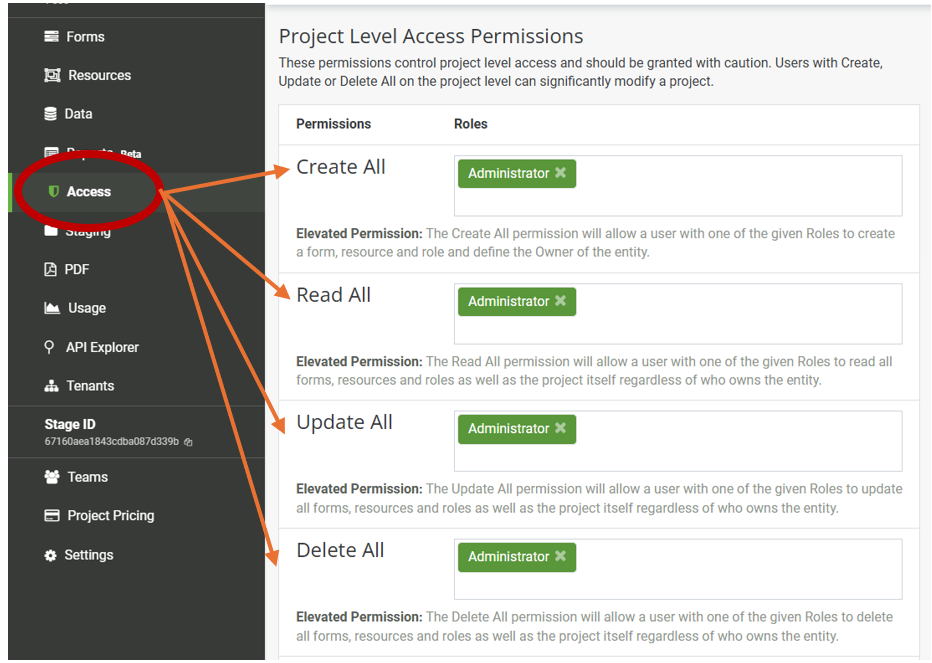 Forms
Resources
Data
Beta
Access
Staging
PDF
Usage
API Explorer
Tenants
Stage ID
67160aea1843cdba087d339b
Teams
Project Pricing
Settings
Project Level Access Permissions
These permissions control project level access and should be granted with caution. Users with Create,
Update or Delete All on the project level can significantly modify a project.
Permissions Roles
Create All Administrator
Elevated Permission: The Create All permission will allow a user with one of the given Roles to create
a form, resource and role and define the Owner of the entity.
Read All Administrator
Elevated Permission: The Read All permission will allow a user with one of the given Roles to read all
forms, resources and roles as well as the project itself regardless of who owns the entity.
Update All Administrator
Elevated Permission: The Update All permission will allow a user with one of the given Roles to update
all forms, resources and roles as well as the project itself regardless of who owns the entity.
Delete All Administrator
Elevated Permission: The Delete All permission will allow a user with one of the given Roles to delete
all forms, resources and roles as well as the project itself regardless of who owns the entity.